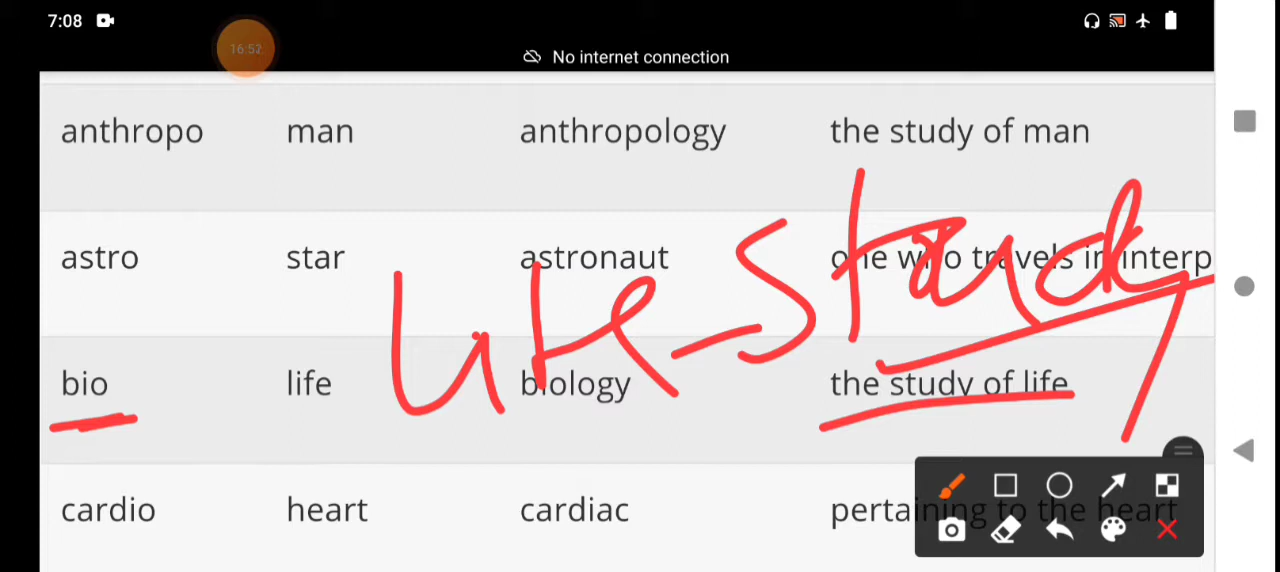 7:08
16:52
No internet connection
anthropo man anthropology the study of man
astro star astronaut one who travels in interp
bio life biology the study of life
life-study
cardio heart cardiac pertaining to the heart